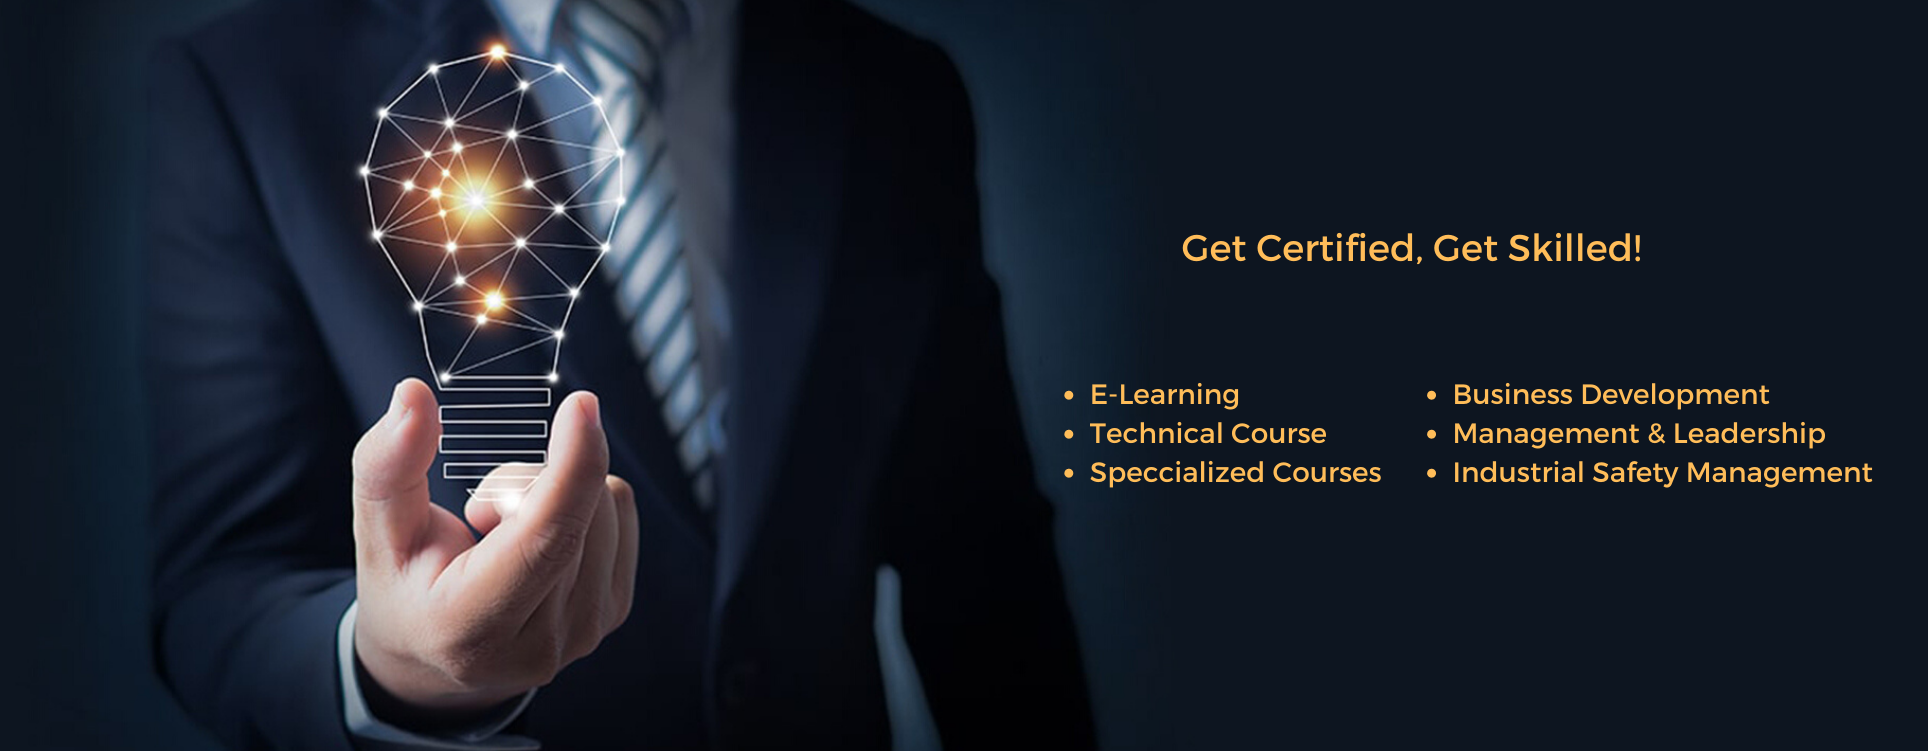 Get Certified, Get Skilled!
E-Learning
Technical Course
Speccialized Courses
Business Development
Management & Leadership
Industrial Safety Management